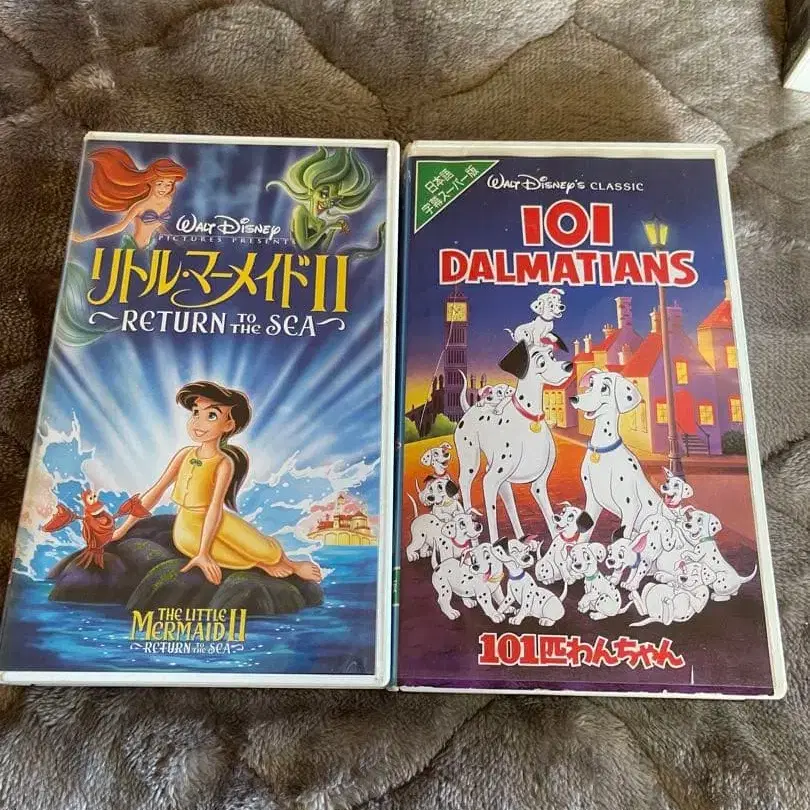 WALT DISNEY
PICTURES PRESENT
リトル・マーメイドII
～RETURN TO THE SEA～
THE LITTLE
MERMAID II
～RETURN TO THE SEA～
日本語
字幕スーパー版
WALT DISNEY'S CLASSIC
101
DALMATIANS
101匹わんちゃん